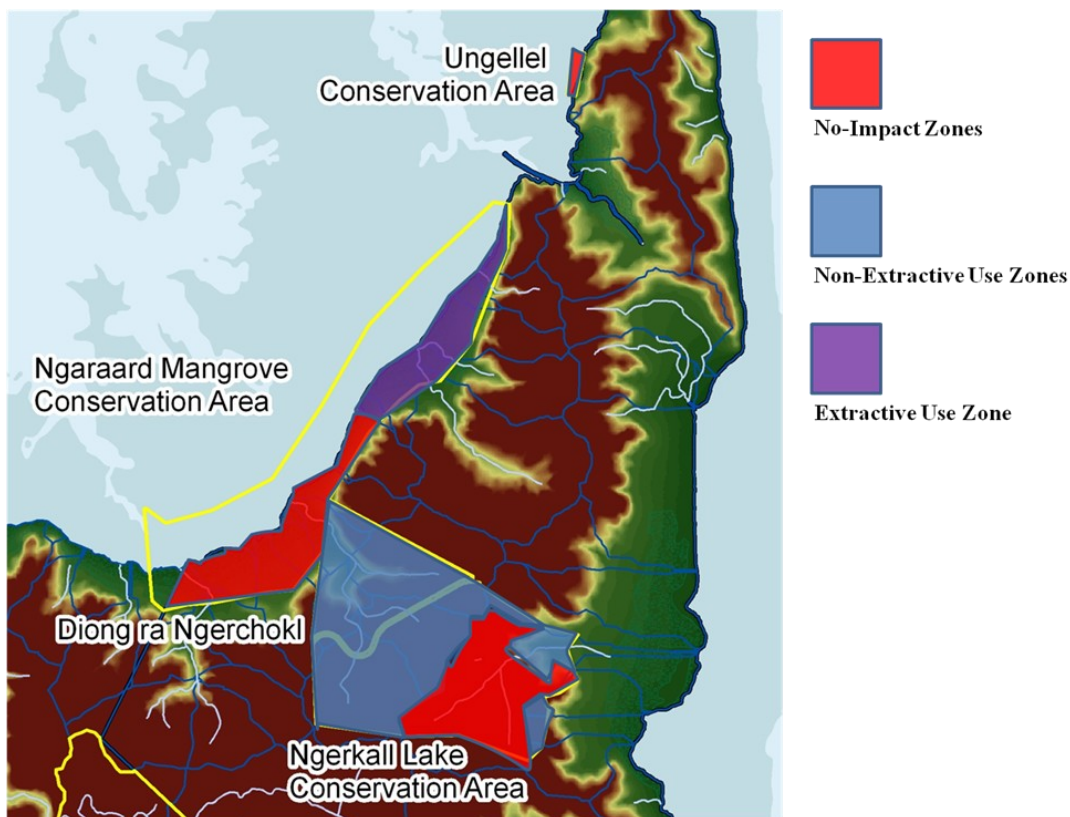 Ungellel
Conservation Area
No-Impact Zones
Non-Extractive Use Zones
Ngaraard Mangrove
Conservation Area
Extractive Use Zone
Diong ra Ngerchokl
Ngerkall Lake
Conservation Area